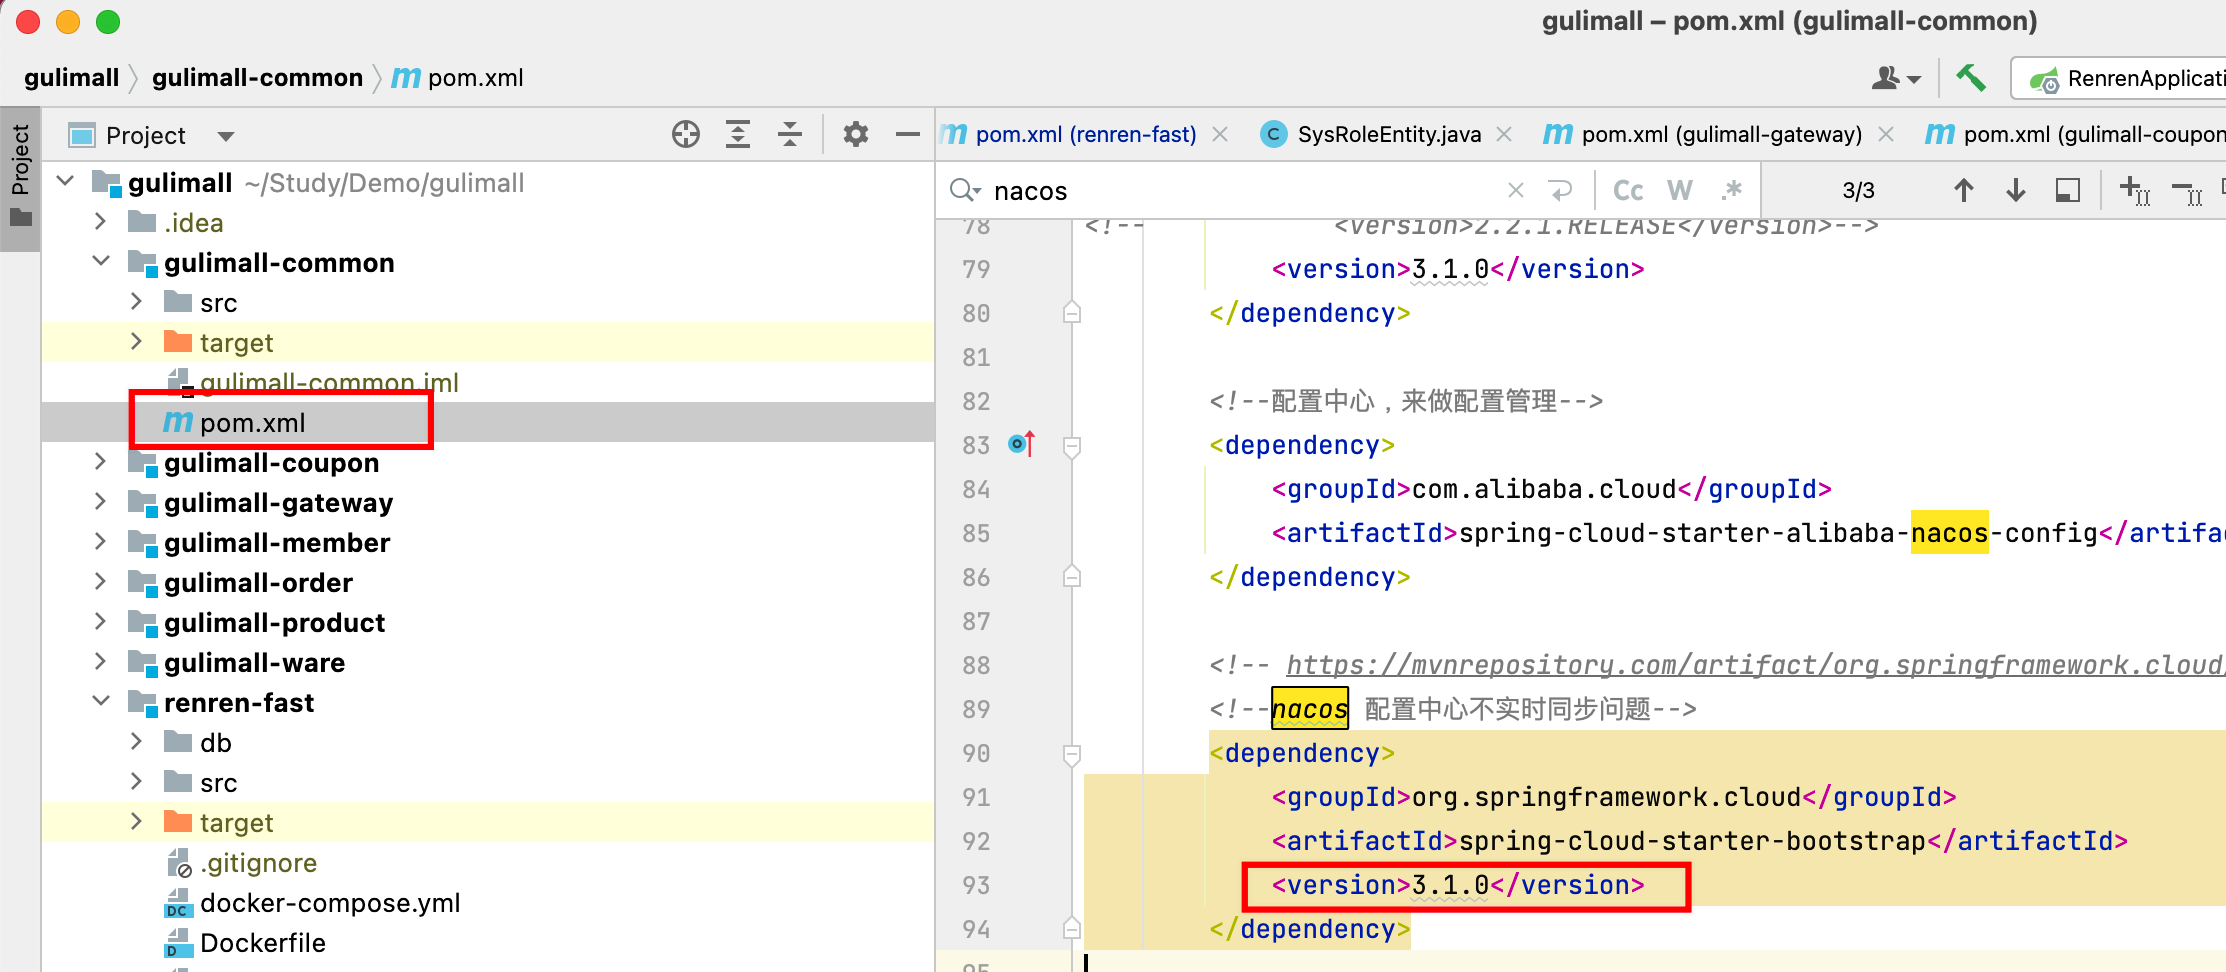 gulimall – pom.xml (gulimall-common)
gulimall gulimall-common pom.xml
RenrenApplicati
Project
Project
gulimall ~/Study/Demo/gulimall
.idea
gulimall-common
src
target
gulimall-common.iml
pom.xml
gulimall-coupon
gulimall-gateway
gulimall-member
gulimall-order
gulimall-product
gulimall-ware
renren-fast
db
src
target
.gitignore
docker-compose.yml
Dockerfile
pom.xml (renren-fast) SysRoleEntity.java pom.xml (gulimall-gateway) pom.xml (gulimall-coupon
nacos Cc W .* 3/3
78 <!-- <version>2.2.1.RELEASE</version>-->
79 <version>3.1.0</version>
80 </dependency>
81
82 <!--配置中心，来做配置管理-->
83 <dependency>
84 <groupId>com.alibaba.cloud</groupId>
85 <artifactId>spring-cloud-starter-alibaba-nacos-config</artifac
86 </dependency>
87
88 <!-- https://mvnrepository.com/artifact/org.springframework.cloud/
89 <!--nacos 配置中心不实时同步问题-->
90 <dependency>
91 <groupId>org.springframework.cloud</groupId>
92 <artifactId>spring-cloud-starter-bootstrap</artifactId>
93 <version>3.1.0</version>
94 </dependency>
95